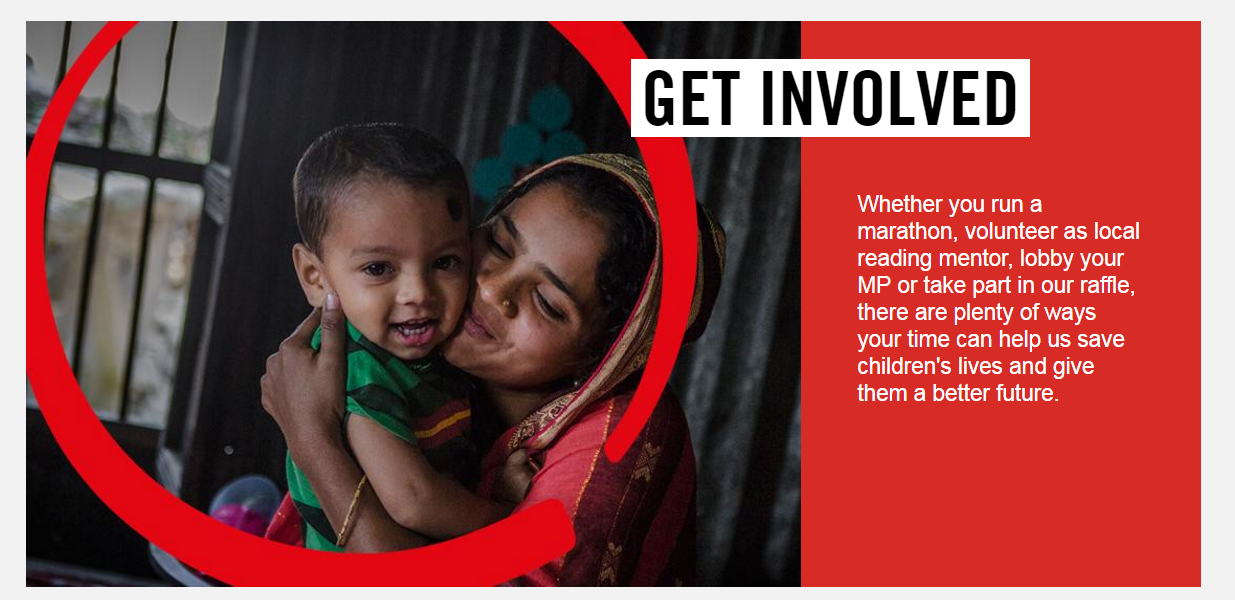 GET INVOLVED
Whether you run a
marathon, volunteer as local
reading mentor, lobby your
MP or take part in our raffle,
there are plenty of ways
your time can help us save
children's lives and give
them a better future.